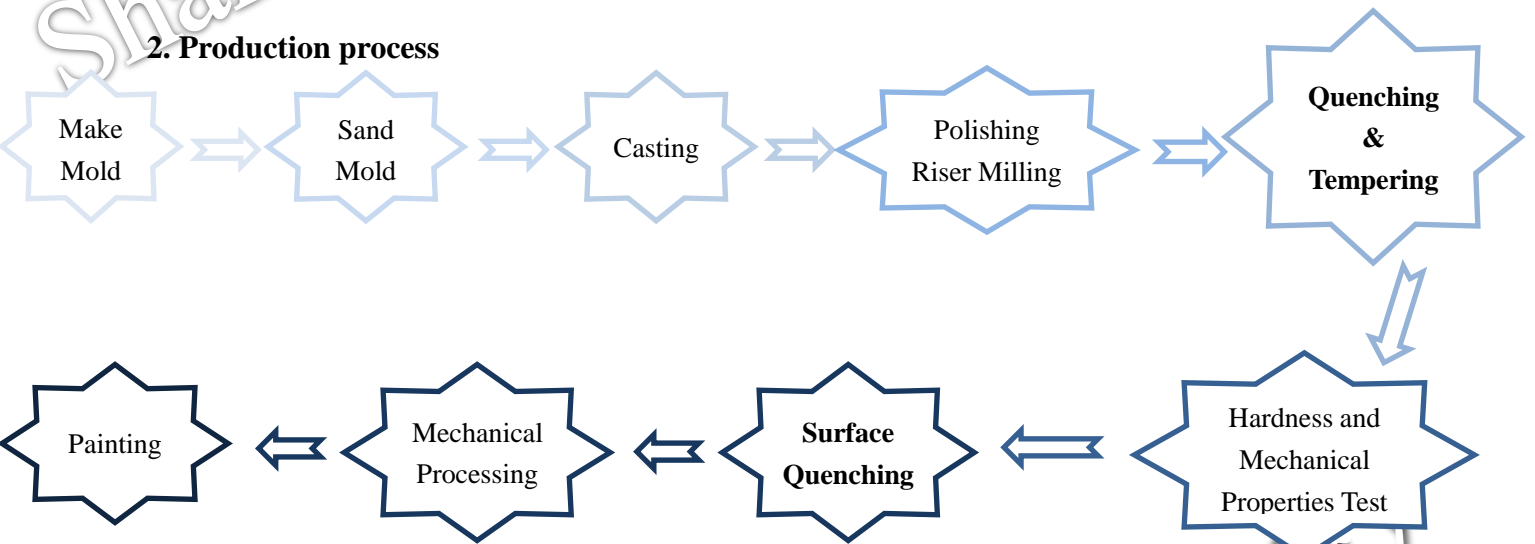 2. Production process
Make
Mold
Sand
Mold
Casting
Polishing
Riser Milling
Quenching
&
Tempering
Hardness and
Mechanical
Properties Test
Surface
Quenching
Mechanical
Processing
Painting